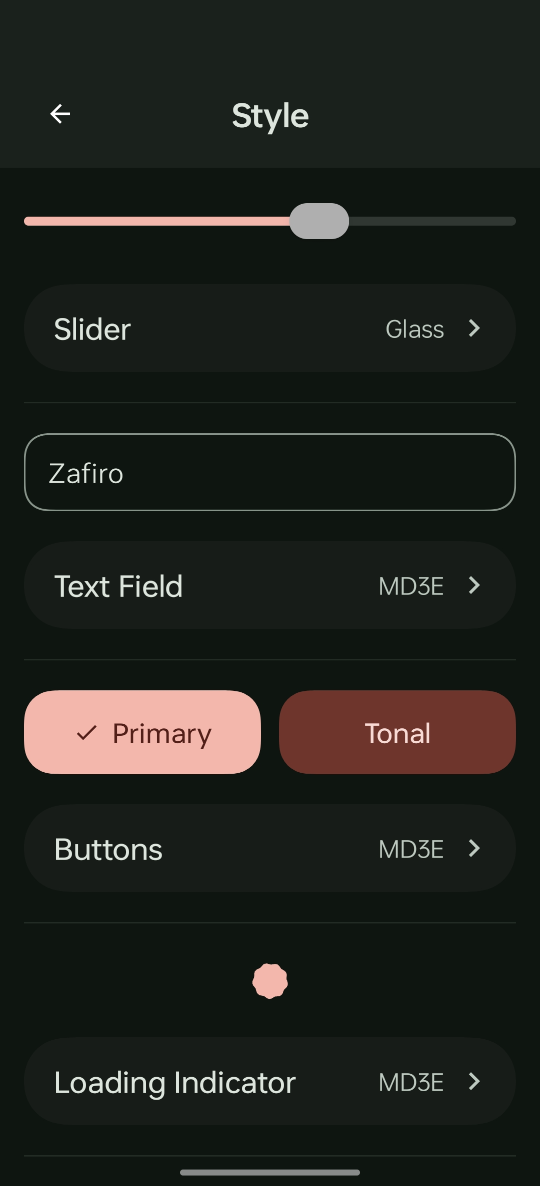 Style
Slider Glass
Zafiro
Text Field MD3E
Primary Tonal
Buttons MD3E
Loading Indicator MD3E